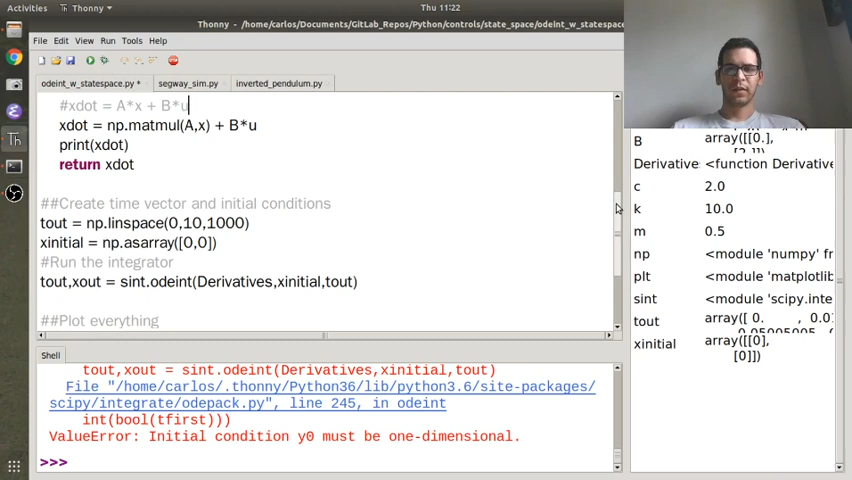 Activities
Thonny
Thu 11:22
Thonny - /home/carlos/Documents/GitLab_Repos/Python/controls/state_space/odeint_w_statespac
File Edit View Run Tools Help
odeint_w_statespace.py * segway_sim.py inverted_pendulum.py
#xdot = A*x + B*u
xdot = np.matmul(A,x) + B*u
print(xdot)
return xdot
##Create time vector and initial conditions
tout = np.linspace(0,10,1000)
xinitial = np.asarray([0,0])
#Run the integrator
tout,xout = sint.odeint(Derivatives,xinitial,tout)
##Plot everything
Shell
tout,xout = sint.odeint(Derivatives,xinitial,tout)
File "/home/carlos/.thonny/Python36/lib/python3.6/site-packages/
scipy/integrate/odepack.py", line 245, in odeint
int(bool(tfirst)))
ValueError: Initial condition y0 must be one-dimensional.
>>>
B array([[0.],
Derivatives <function Derivative
c 2.0
k 10.0
m 0.5
np <module 'numpy' fr
plt <module 'matplotlib
sint <module 'scipy.inte
tout array([ 0. , 0.01
xinitial array([[0],
[0]])